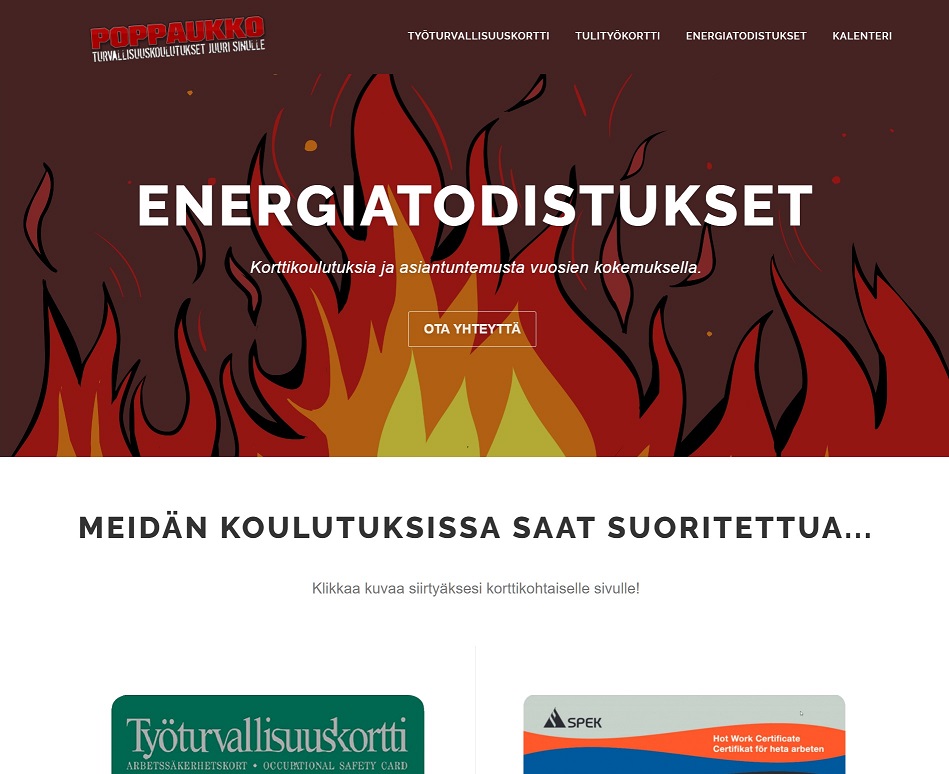 POPPAUKKO
TURVALLISUUSKOULUTUKSET JUURI SINULLE
TYÖTURVALLISUUSKORTTI TULITYÖKORTTI ENERGIATODISTUKSET KALENTERI
ENERGIATODISTUKSET
Korttikoulutuksia ja asiantuntemusta vuosien kokemuksella.
OTA YHTEYTTÄ
MEIDÄN KOULUTUKSISSA SAAT SUORITETTUA...
Klikkaa kuvaa siirtyäksesi korttikohtaiselle sivulle!
Työturvallisuuskortti
ARBETSSÄKERHETSKORT • OCCUPATIONAL SAFETY CARD
SPEK
Hot Work Certificate
Certifikat för heta arbeten